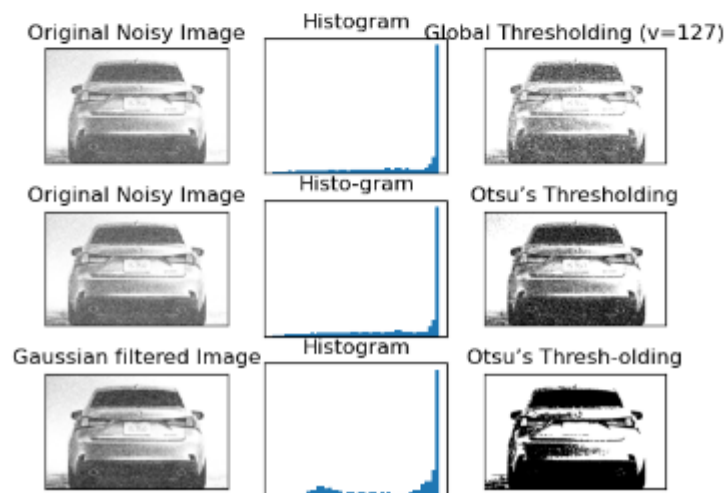 Original Noisy Image
Histogram
Global Thresholding (v=127)
Original Noisy Image
Histo-gram
Otsu’s Thresholding
Gaussian filtered Image
Histogram
Otsu’s Thresh-olding